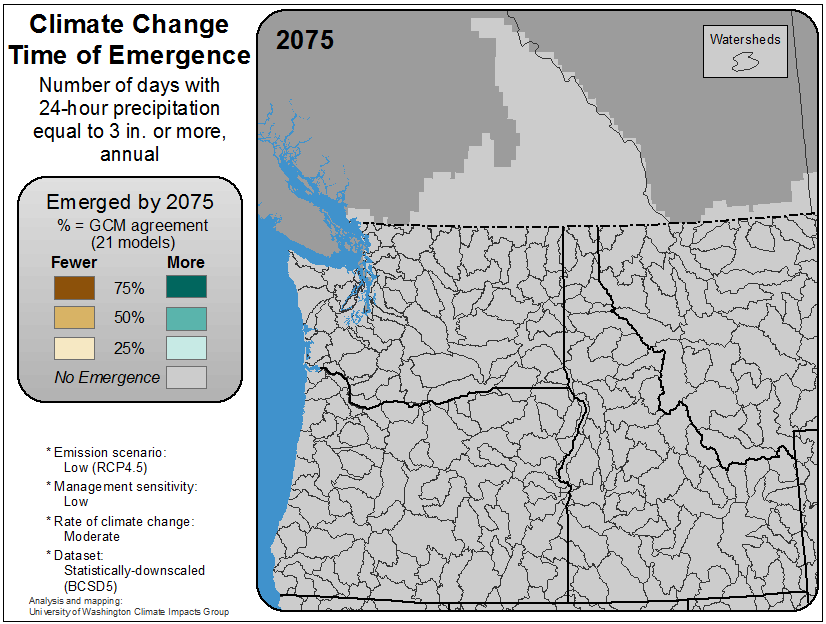 Climate Change
Time of Emergence
Number of days with
24-hour precipitation
equal to 3 in. or more,
annual
Emerged by 2075
% = GCM agreement
(21 models)
Fewer More
75%
50%
25%
No Emergence
* Emission scenario:
Low (RCP4.5)
* Management sensitivity:
Low
* Rate of climate change:
Moderate
* Dataset:
Statistically-downscaled
(BCSD5)
Analysis and mapping:
University of Washington Climate Impacts Group
2075
Watersheds